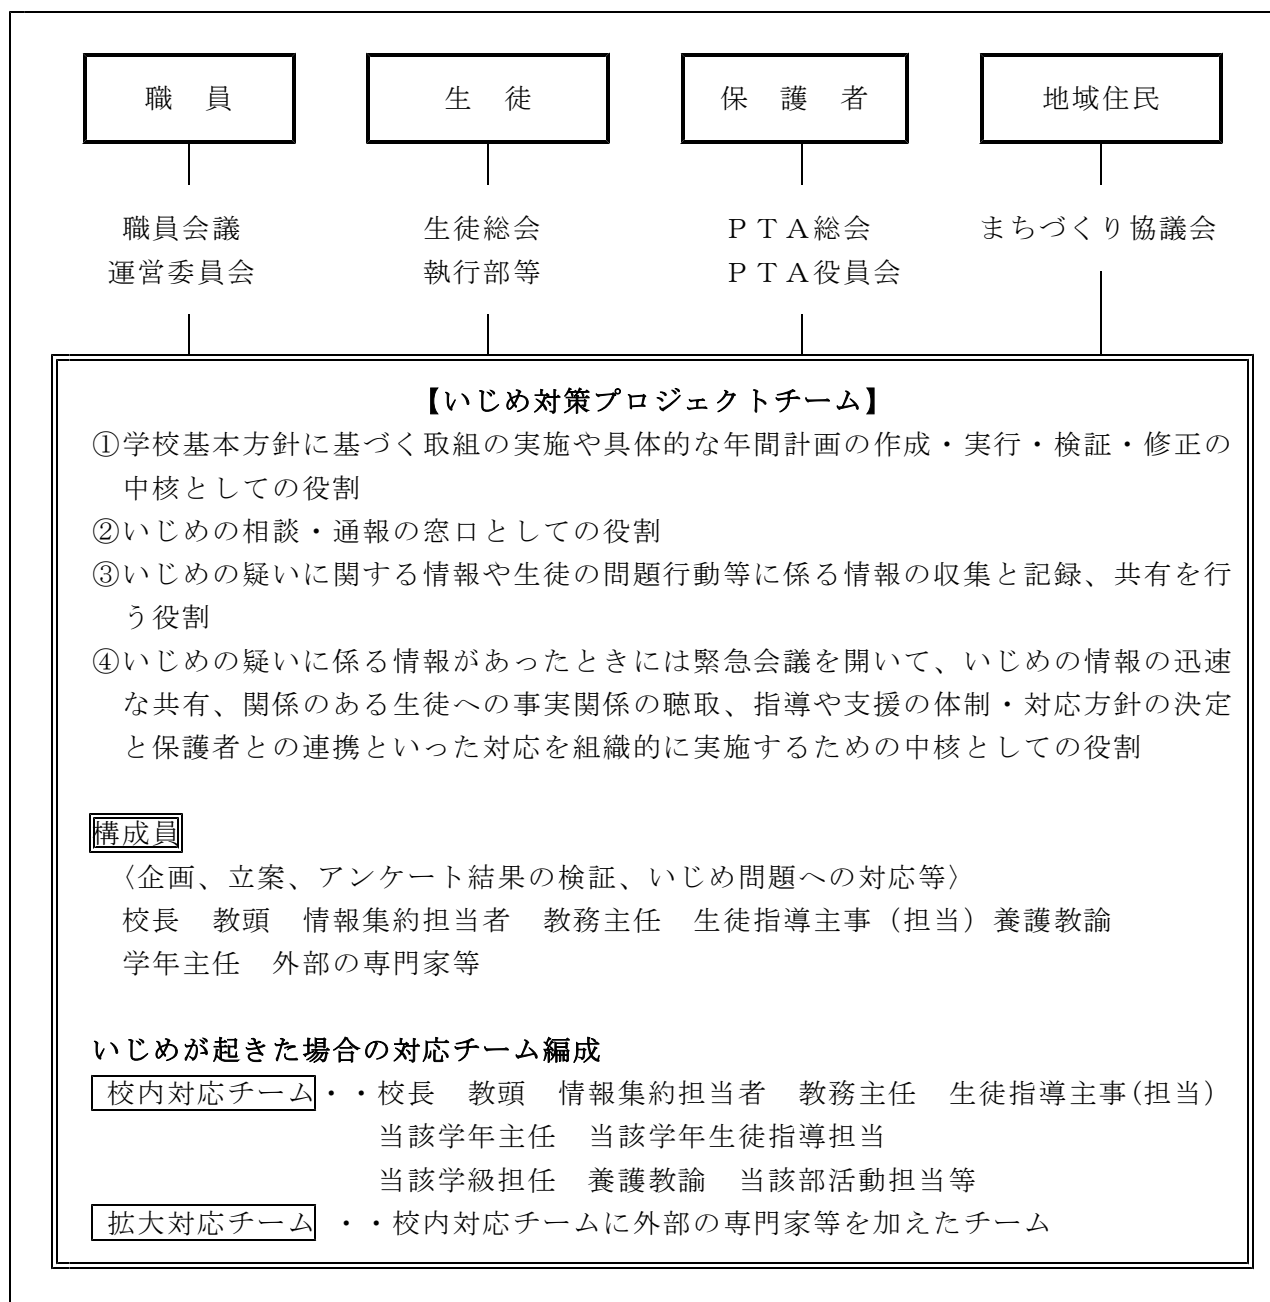 職　員　生　徒　保　護　者　地域住民
職員会議　生徒総会　ＰＴＡ総会　まちづくり協議会
運営委員会　執行部等　ＰＴＡ役員会
【いじめ対策プロジェクトチーム】
①学校基本方針に基づく取組の実施や具体的な年間計画の作成・実行・検証・修正の
中核としての役割
②いじめの相談・通報の窓口としての役割
③いじめの疑いに関する情報や生徒の問題行動等に係る情報の収集と記録、共有を行
う役割
④いじめの疑いに係る情報があったときには緊急会議を開いて、いじめの情報の迅速
な共有、関係のある生徒への事実関係の聴取、指導や支援の体制・対応方針の決定
と保護者との連携といった対応を組織的に実施するための中核としての役割
構成員
〈企画、立案、アンケート結果の検証、いじめ問題への対応等〉
校長　教頭　情報集約担当者　教務主任　生徒指導主事（担当）養護教諭
学年主任　外部の専門家等
いじめが起きた場合の対応チーム編成
校内対応チーム・・校長　教頭　情報集約担当者　教務主任　生徒指導主事(担当)
当該学年主任　当該学年生徒指導担当
当該学級担任　養護教諭　当該部活動担当等
拡大対応チーム　・・校内対応チームに外部の専門家等を加えたチーム